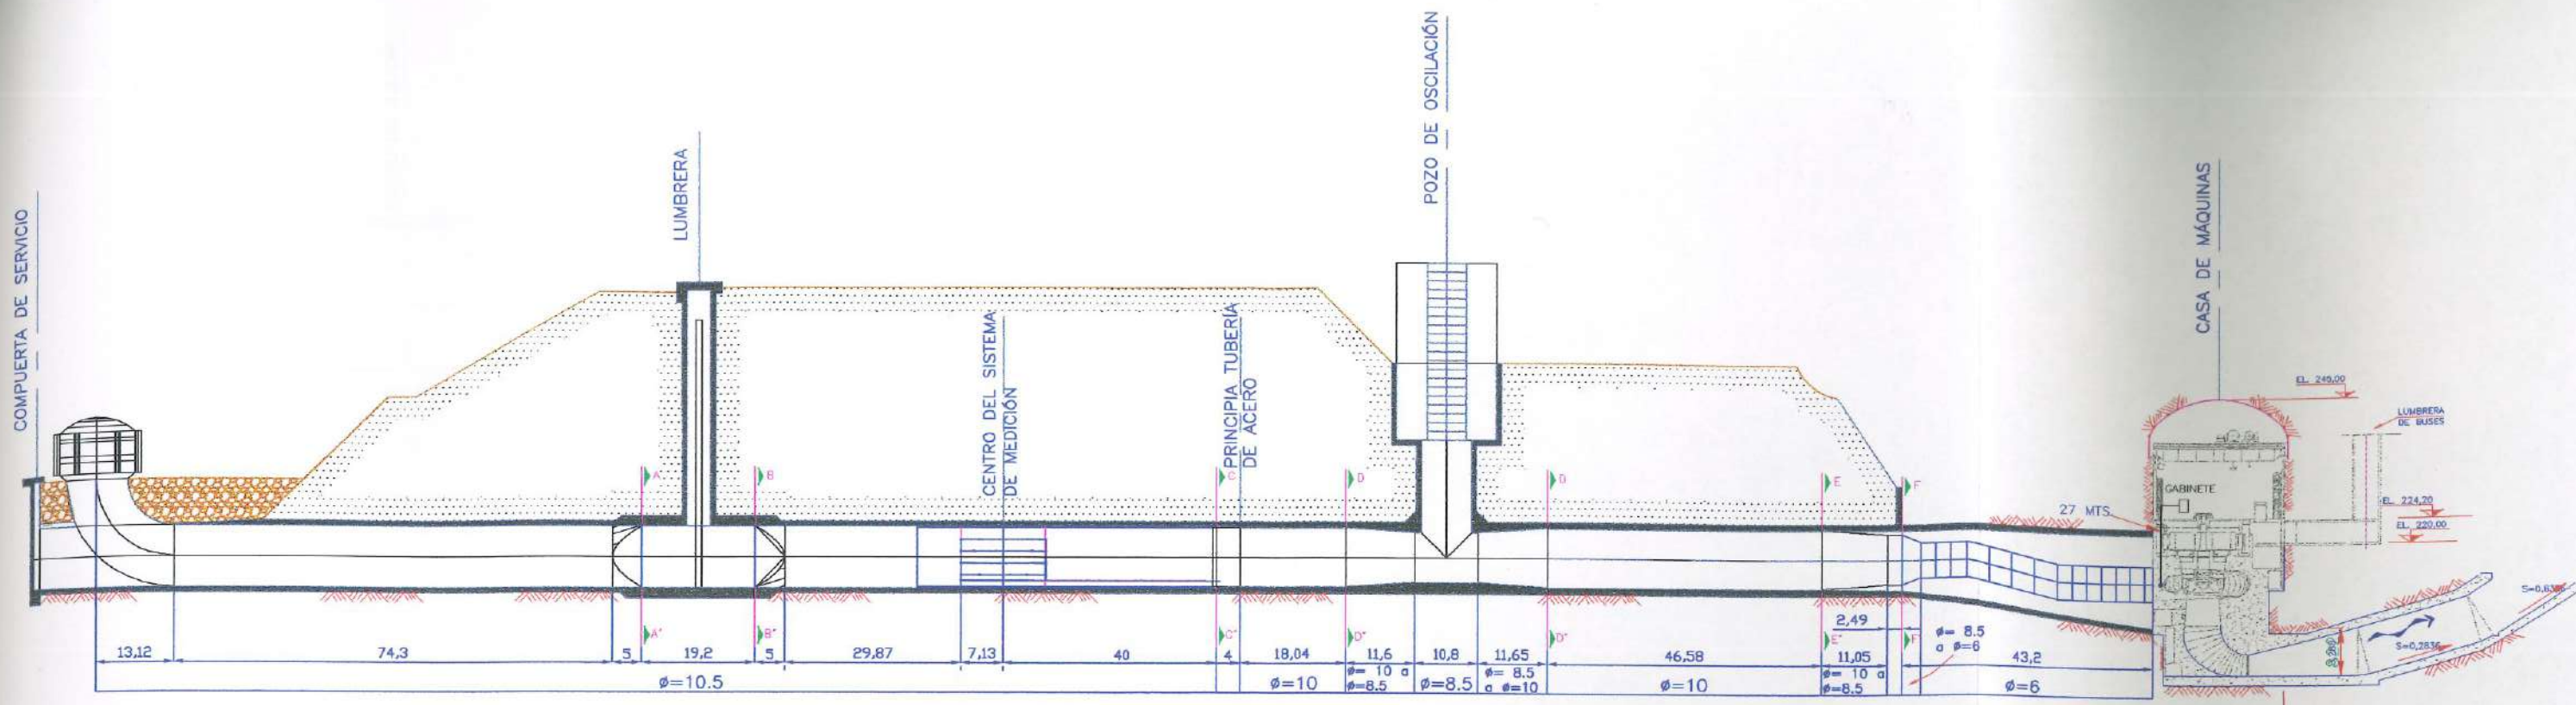 COMPUERTA DE SERVICIO
LUMBRERA
CENTRO DEL SISTEMA
DE MEDICIÓN
PRINCIPIA TUBERÍA
DE ACERO
POZO DE OSCILACIÓN
CASA DE MÁQUINAS
EL. 245,00
LUMBRERA
DE BUSES
GABINETE
EL. 224,20
EL. 220,00
27 MTS.
A
B
C
D
D
E
F
A'
B'
C'
D'
D'
E'
F'
13,12
74,3
5
19,2
5
29,87
7,13
40
4
18,04
11,6
10,8
11,65
46,58
2,49
11,05
43,2
ø= 8.5
a ø=6
ø=10.5
ø=10
ø= 10 a
ø=8.5
ø=8.5
ø= 8.5
a ø=10
ø=10
ø= 10 a
ø=8.5
ø=6
S=0,2836